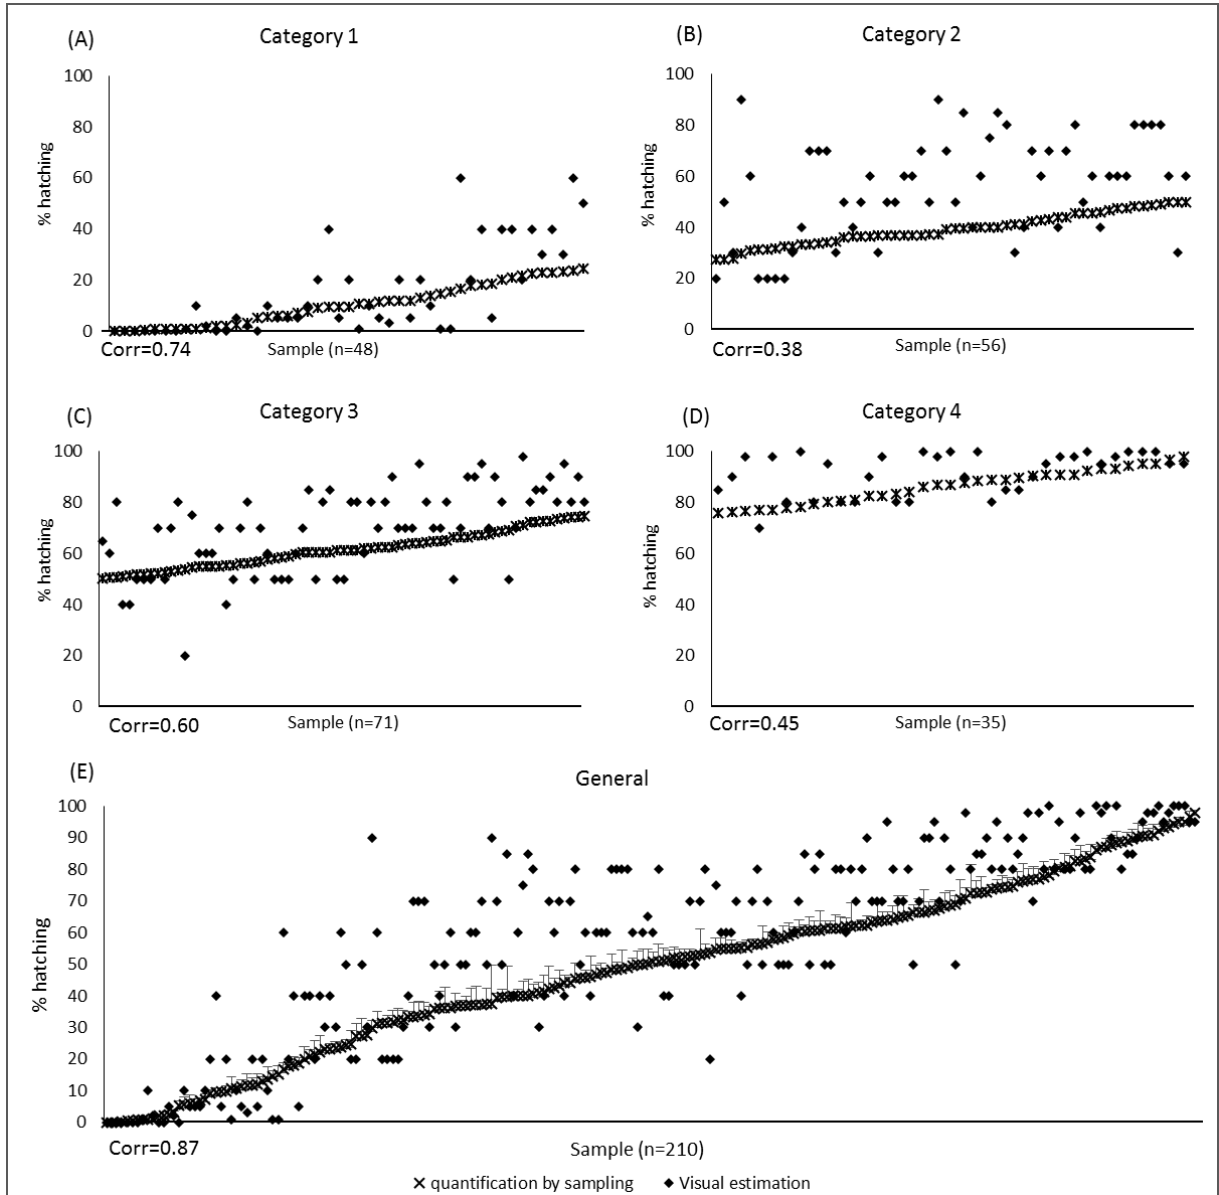 (A)
Category 1
100
80
60
40
20
0
% hatching
Corr=0.74
Sample (n=48)
(B)
Category 2
100
80
60
40
20
0
% hatching
Corr=0.38
Sample (n=56)
(C)
Category 3
100
80
60
40
20
0
% hatching
Corr=0.60
Sample (n=71)
(D)
Category 4
100
80
60
40
20
0
% hatching
Corr=0.45
Sample (n=35)
(E)
General
100
90
80
70
60
50
40
30
20
10
0
% hatching
Corr=0.87
Sample (n=210)
quantification by sampling
Visual estimation